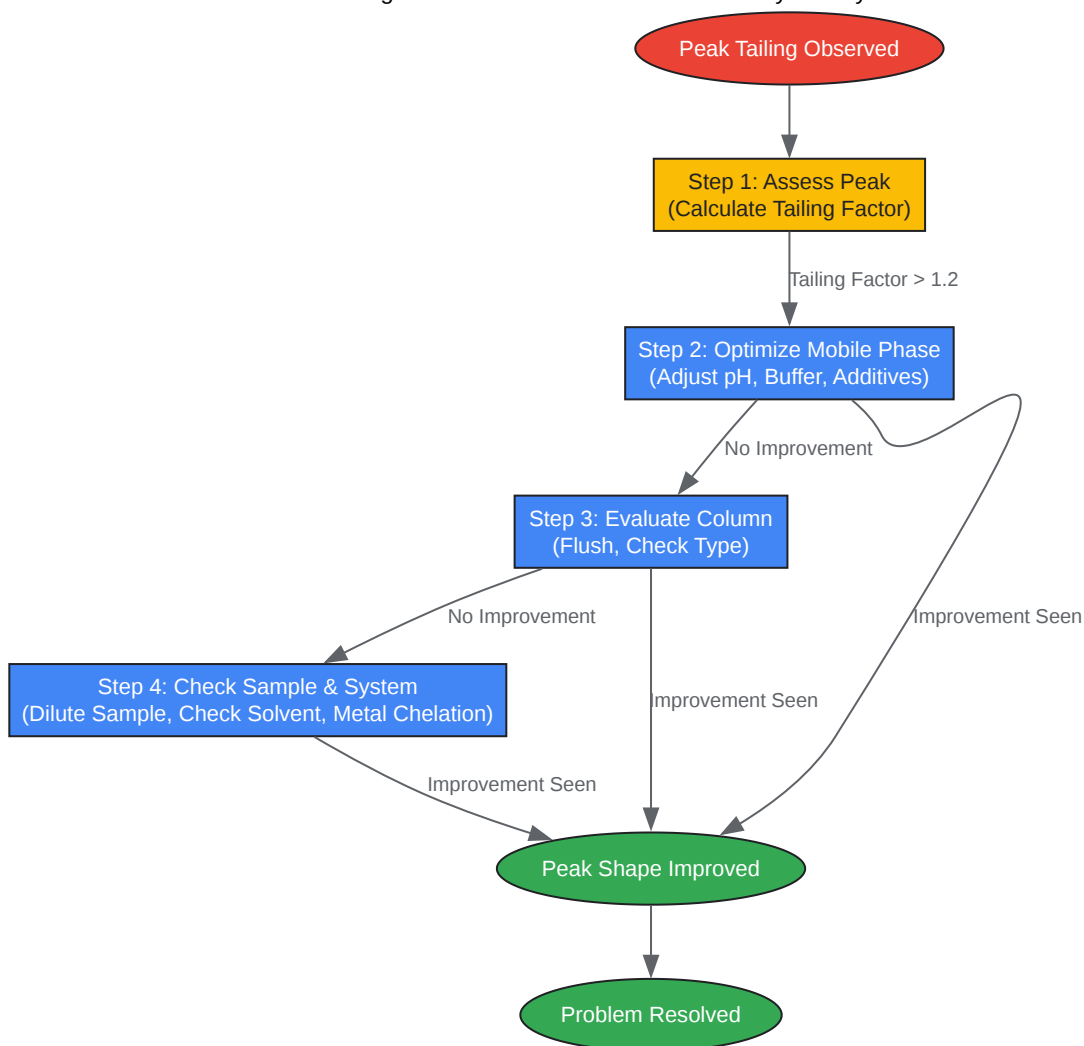 Peak Tailing Observed
Step 1: Assess Peak
(Calculate Tailing Factor)
Tailing Factor > 1.2
Step 2: Optimize Mobile Phase
(Adjust pH, Buffer, Additives)
No Improvement
Step 3: Evaluate Column
(Flush, Check Type)
No Improvement
Improvement Seen
Step 4: Check Sample & System
(Dilute Sample, Check Solvent, Metal Chelation)
Improvement Seen
Improvement Seen
Peak Shape Improved
Problem Resolved